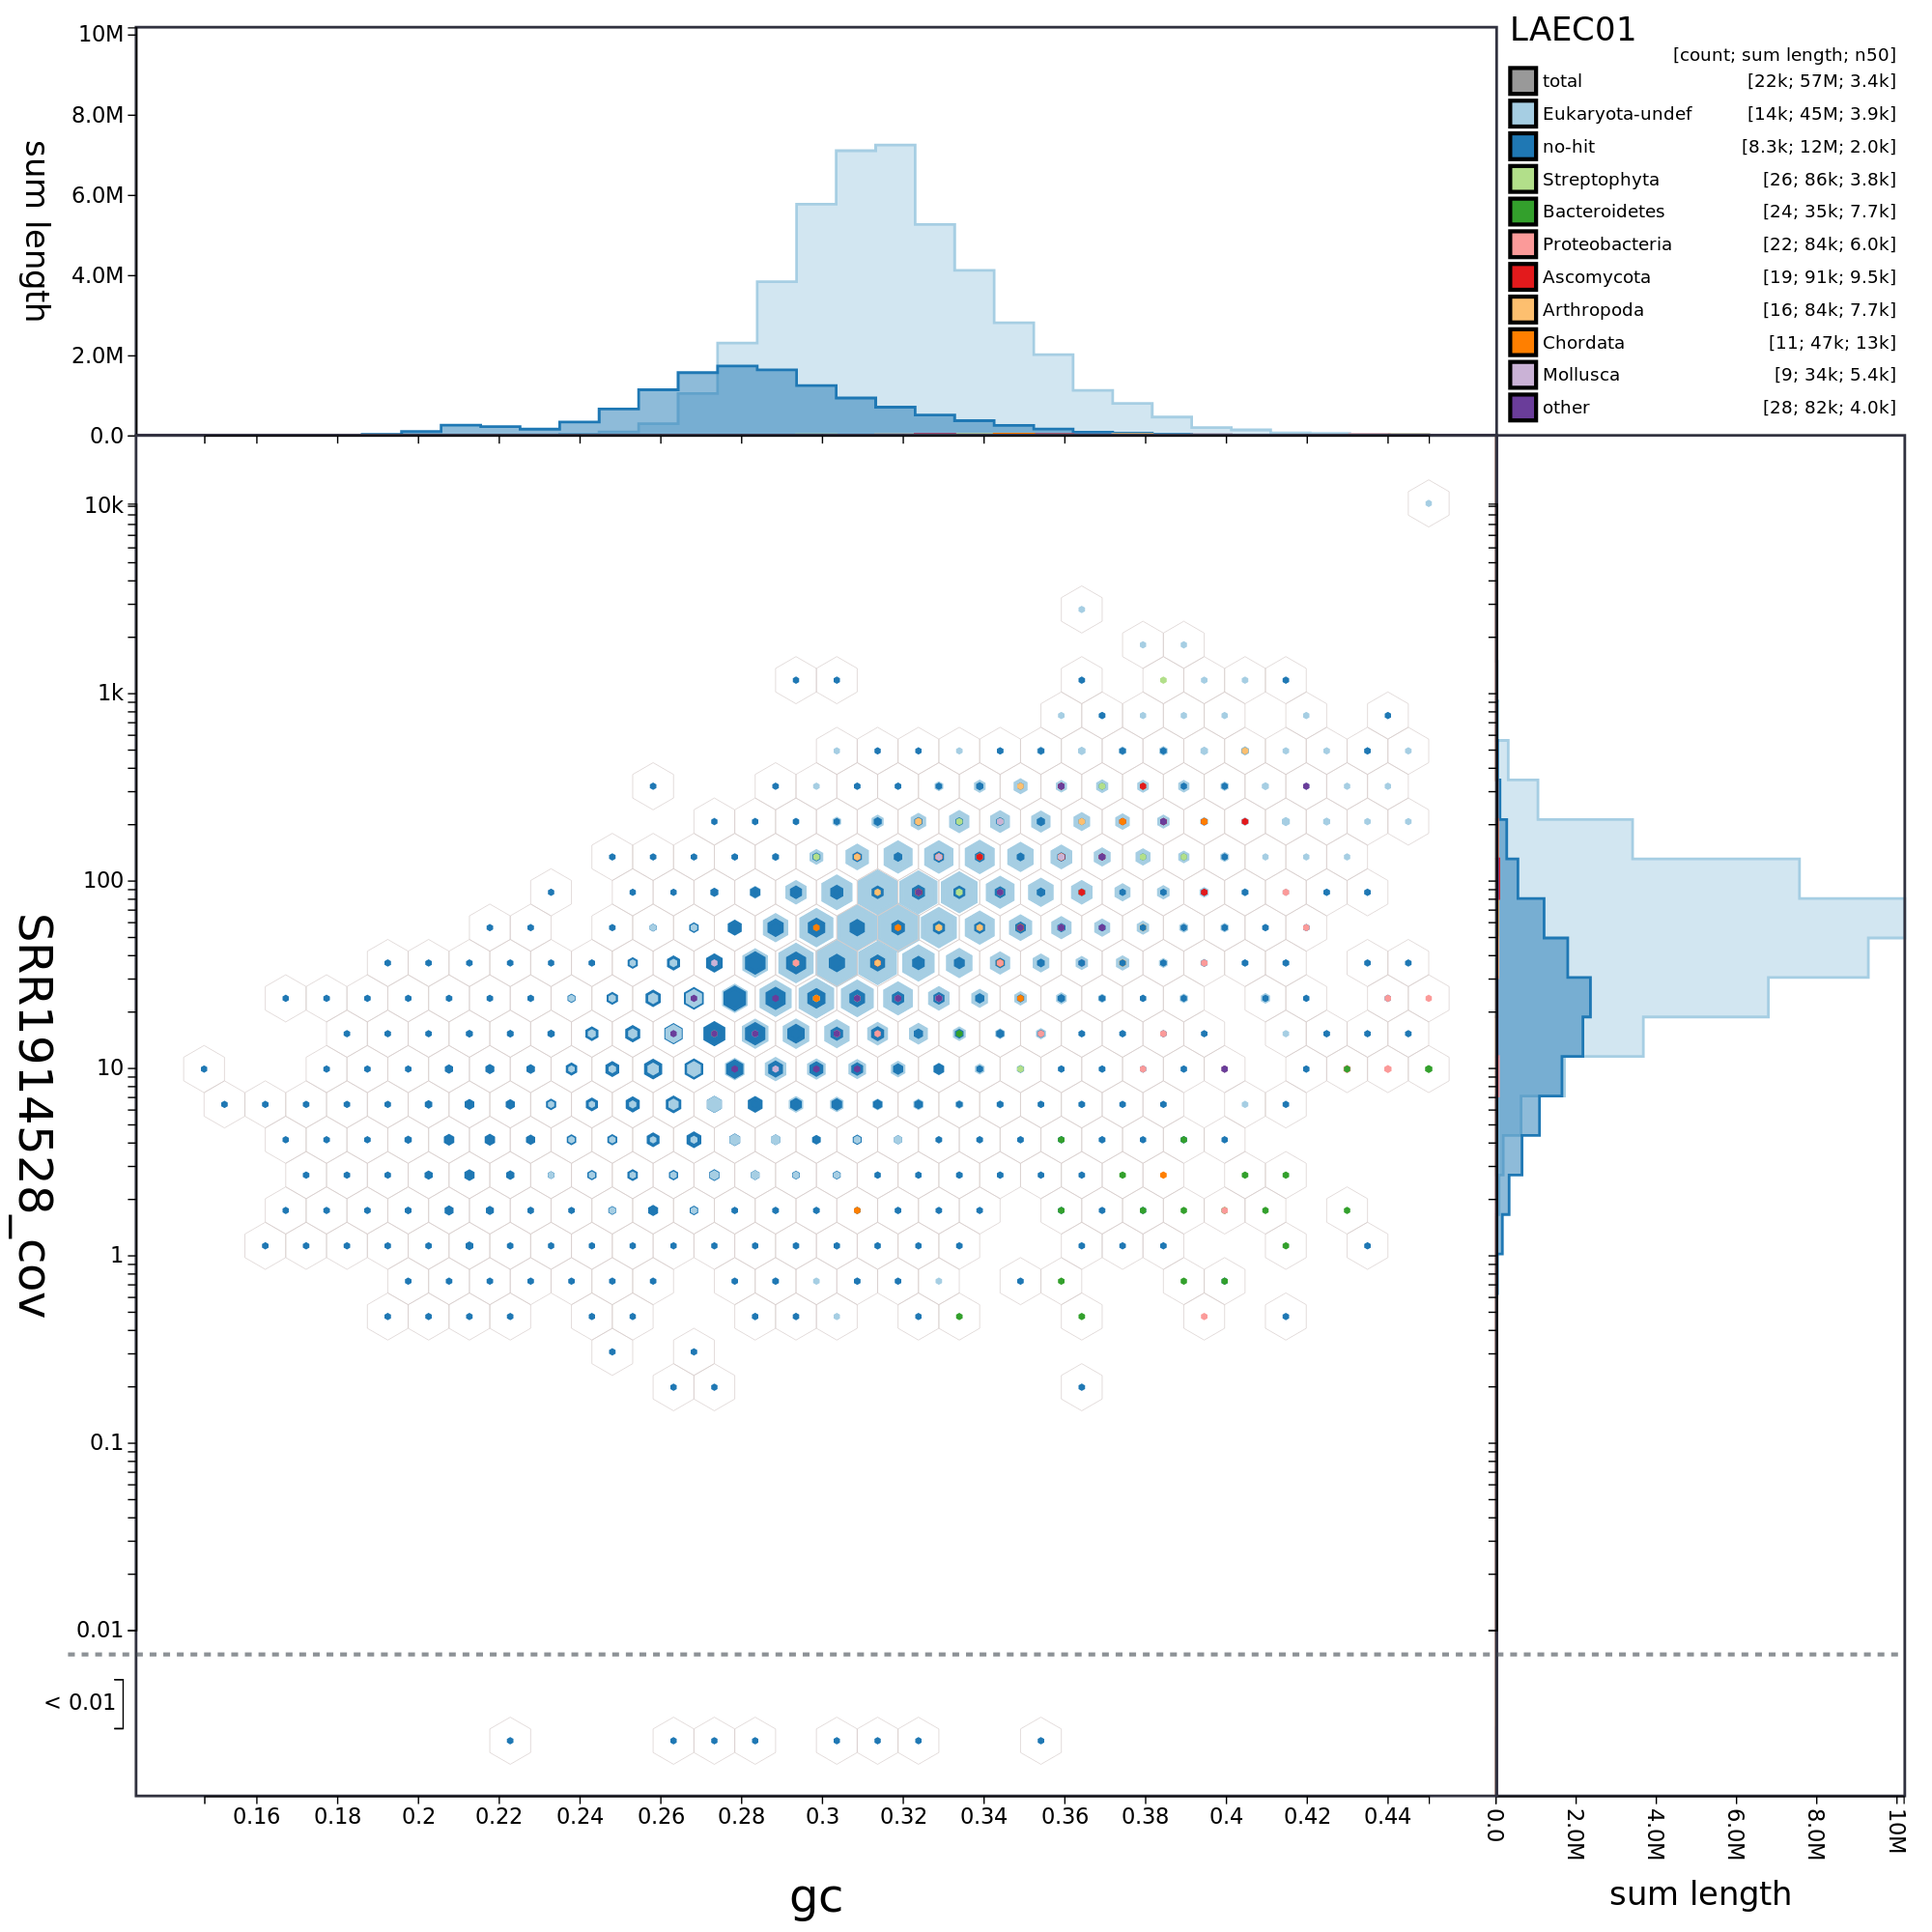 10M
8.0M
6.0M
4.0M
2.0M
0.0
sum length
LAEC01
[count; sum length; n50]
total [22k; 57M; 3.4k]
Eukaryota-undef [14k; 45M; 3.9k]
no-hit [8.3k; 12M; 2.0k]
Streptophyta [26; 86k; 3.8k]
Bacteroidetes [24; 35k; 7.7k]
Proteobacteria [22; 84k; 6.0k]
Ascomycota [19; 91k; 9.5k]
Arthropoda [16; 84k; 7.7k]
Chordata [11; 47k; 13k]
Mollusca [9; 34k; 5.4k]
other [28; 82k; 4.0k]
10k
1k
100
10
1
0.1
0.01
< 0.01
SRR1914528_cov
0.16 0.18 0.2 0.22 0.24 0.26 0.28 0.3 0.32 0.34 0.36 0.38 0.4 0.42 0.44
gc
0.0 2.0M 4.0M 6.0M 8.0M 10M
sum length